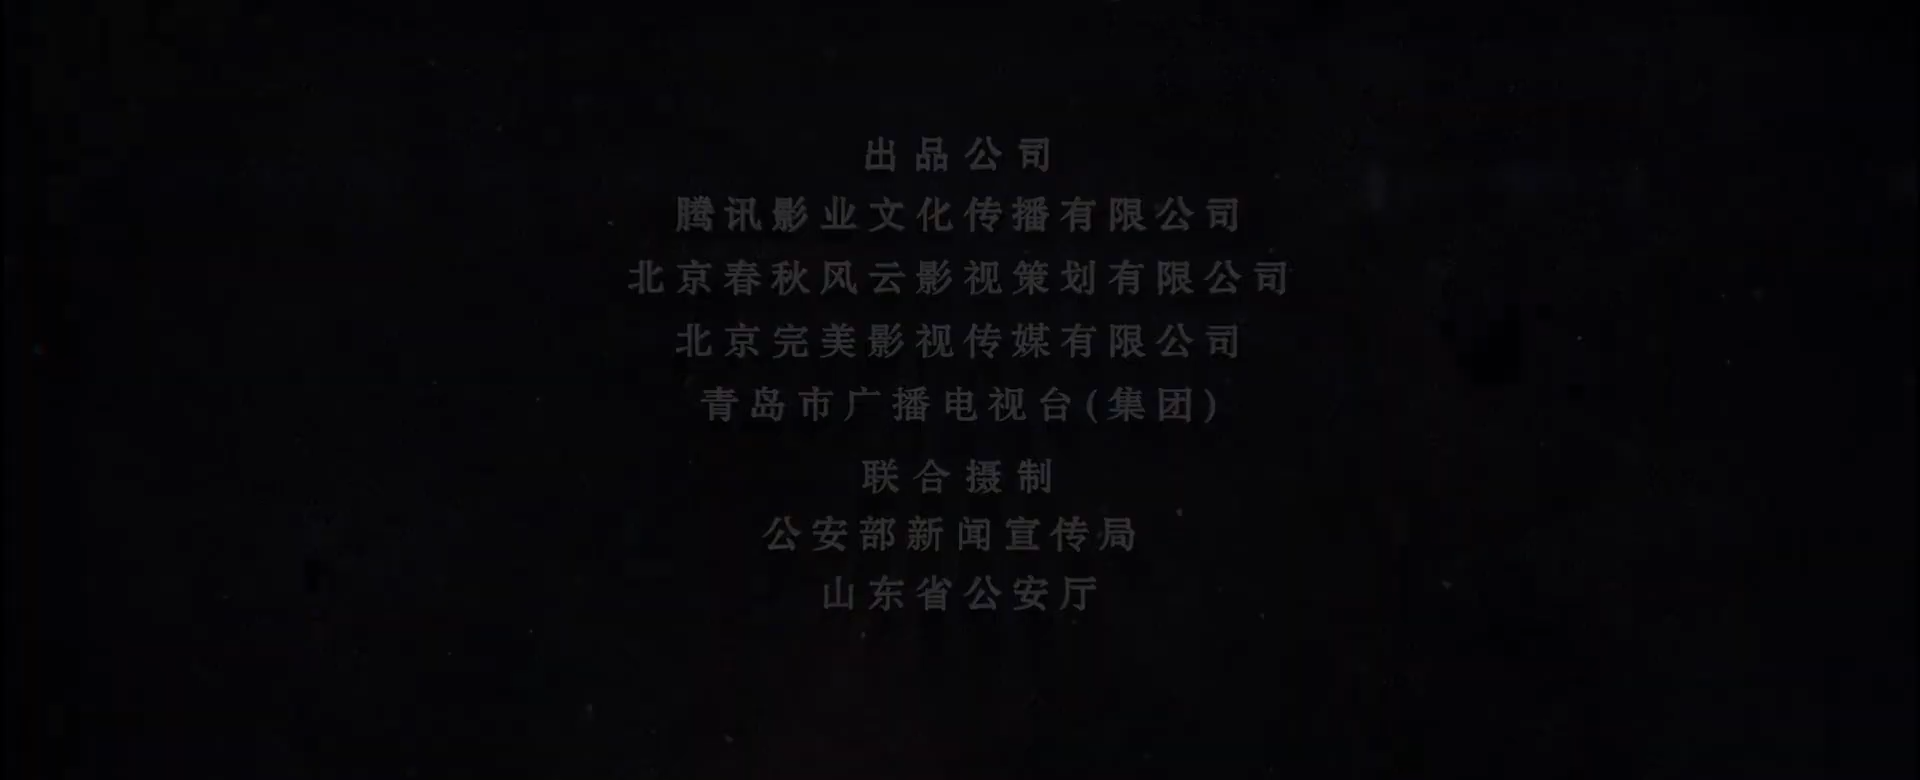 出品公司
腾讯影业文化传播有限公司
北京春秋风云影视策划有限公司
北京完美影视传媒有限公司
青岛市广播电视台(集团)
联合摄制
公安部新闻宣传局
山东省公安厅